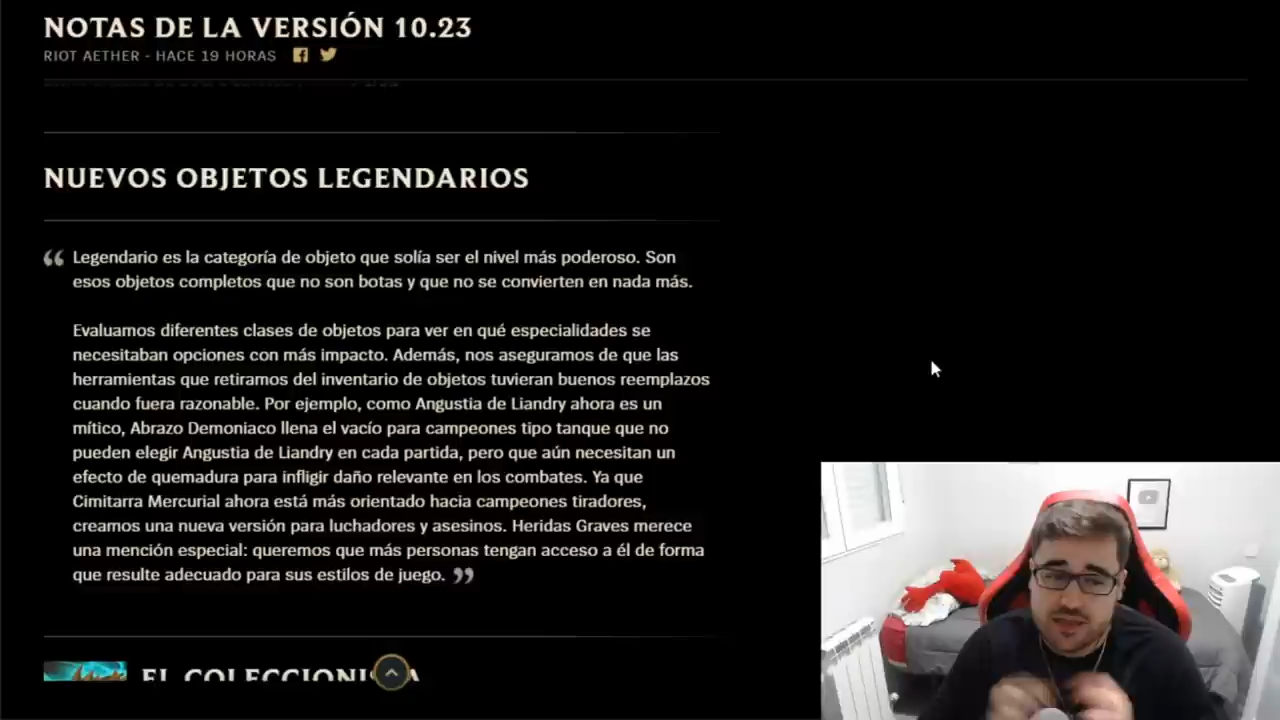 NOTAS DE LA VERSIÓN 10.23
RIOT AETHER - HACE 19 HORAS
NUEVOS OBJETOS LEGENDARIOS
“ Legendario es la categoría de objeto que solía ser el nivel más poderoso. Son
esos objetos completos que no son botas y que no se convierten en nada más.
Evaluamos diferentes clases de objetos para ver en qué especialidades se
necesitaban opciones con más impacto. Además, nos aseguramos de que las
herramientas que retiramos del inventario de objetos tuvieran buenos reemplazos
cuando fuera razonable. Por ejemplo, como Angustia de Liandry ahora es un
mítico, Abrazo Demoniaco llena el vacío para campeones tipo tanque que no
pueden elegir Angustia de Liandry en cada partida, pero que aún necesitan un
efecto de quemadura para infligir daño relevante en los combates. Ya que
Cimitarra Mercurial ahora está más orientado hacia campeones tiradores,
creamos una nueva versión para luchadores y asesinos. Heridas Graves merece
una mención especial: queremos que más personas tengan acceso a él de forma
que resulte adecuado para sus estilos de juego. ”
EL COLECCIONISTA